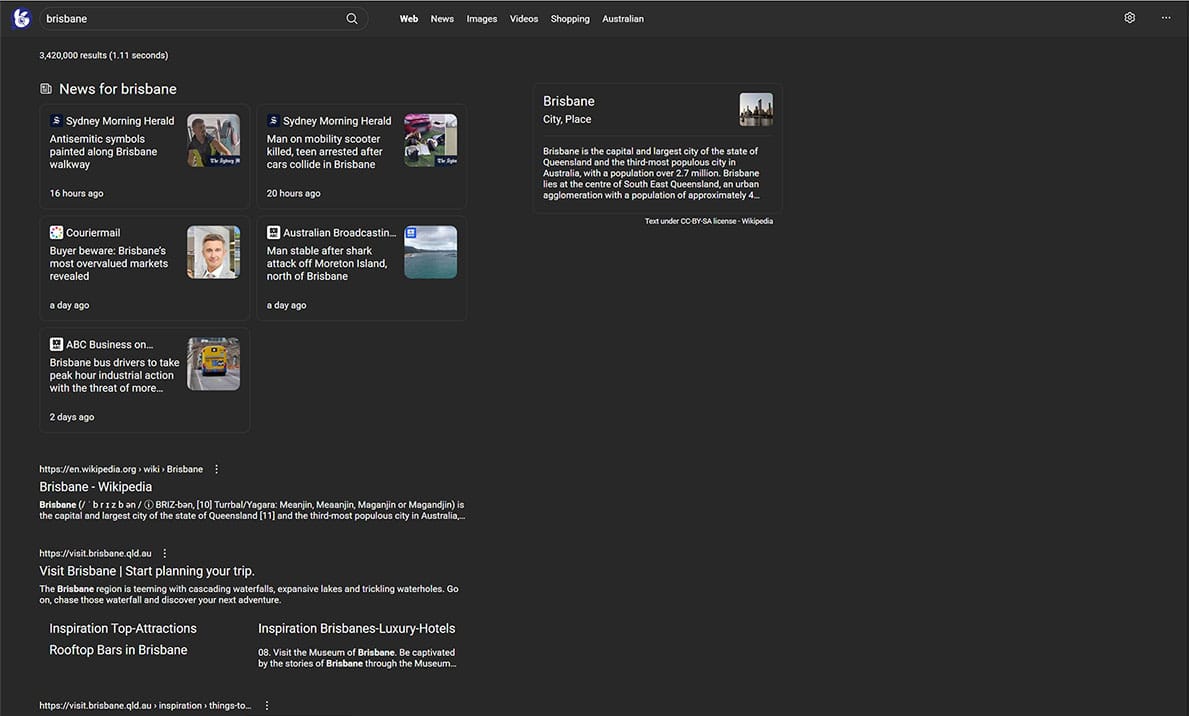 brisbane
Web News Images Videos Shopping Australian
3,420,000 results (1.11 seconds)
News for brisbane
Sydney Morning Herald
Antisemitic symbols
painted along Brisbane
walkway
16 hours ago
Sydney Morning Herald
Man on mobility scooter
killed, teen arrested after
cars collide in Brisbane
20 hours ago
Couriermail
Buyer beware: Brisbane's
most overvalued markets
revealed
a day ago
Australian Broadcastin...
Man stable after shark
attack off Moreton Island,
north of Brisbane
a day ago
ABC Business on...
Brisbane bus drivers to take
peak hour industrial action
with the threat of more...
2 days ago
Brisbane
City, Place
Brisbane is the capital and largest city of the state of
Queensland and the third-most populous city in
Australia, with a population over 2.7 million. Brisbane
lies at the centre of South East Queensland, an urban
agglomeration with a population of approximately 4...
Text under CC-BY-SA license - Wikipedia
https://en.wikipedia.org › wiki › Brisbane
Brisbane - Wikipedia
Brisbane (/ ˈ b r ɪ z b ən / ⓘ BRIZ-bən, [10] Turrbal/Yagara: Meanjin, Meaanjin, Maganjin or Magandjin) is
the capital and largest city of the state of Queensland [11] and the third-most populous city in Australia,...
https://visit.brisbane.qld.au
Visit Brisbane | Start planning your trip.
The Brisbane region is teeming with cascading waterfalls, expansive lakes and trickling waterholes. Go
on, chase those waterfall and discover your next adventure.
Inspiration Top-Attractions
Rooftop Bars in Brisbane
Inspiration Brisbanes-Luxury-Hotels
08. Visit the Museum of Brisbane. Be captivated
by the stories of Brisbane through the Museum...
https://visit.brisbane.qld.au › inspiration › things-to...